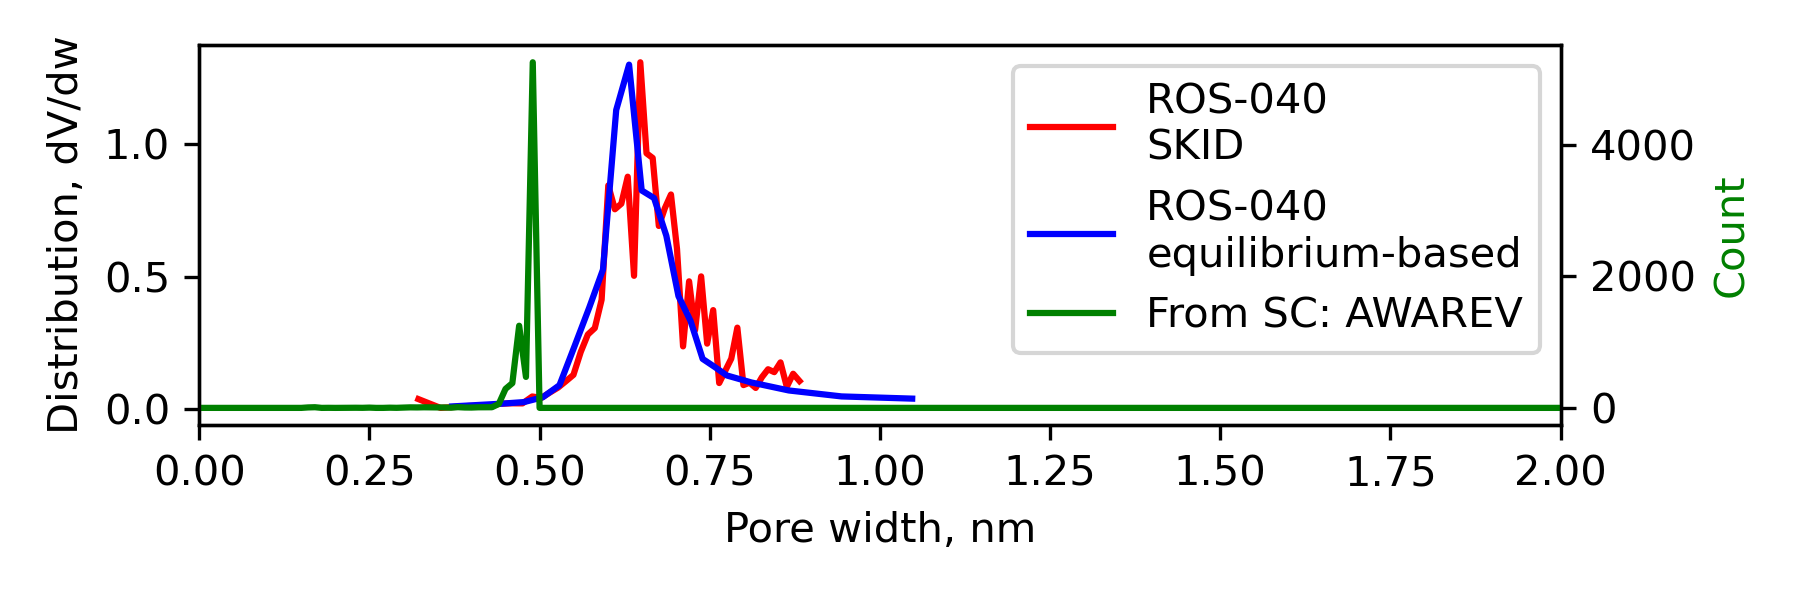 Distribution, dV/dw
1.0
0.5
0.0
0.00 0.25 0.50 0.75 1.00 1.25 1.50 1.75 2.00
Pore width, nm
4000
2000
0
Count
ROS-040
SKID
ROS-040
equilibrium-based
From SC: AWAREV